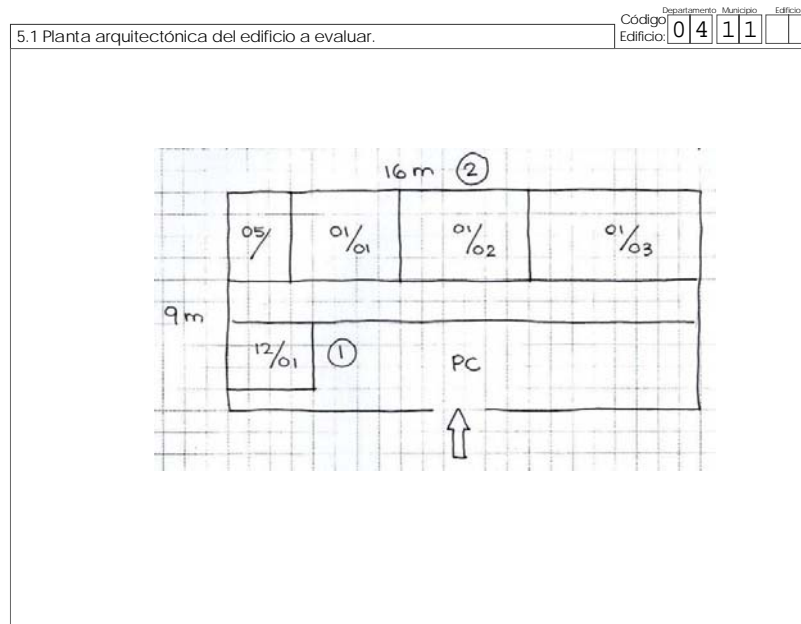 Departamento Municipio Edificio
Código Edificio: 0 4 1 1
5.1 Planta arquitectónica del edificio a evaluar.
16 m 2
05/ 01/01 01/02 01/03
9 m
12/01 1 PC